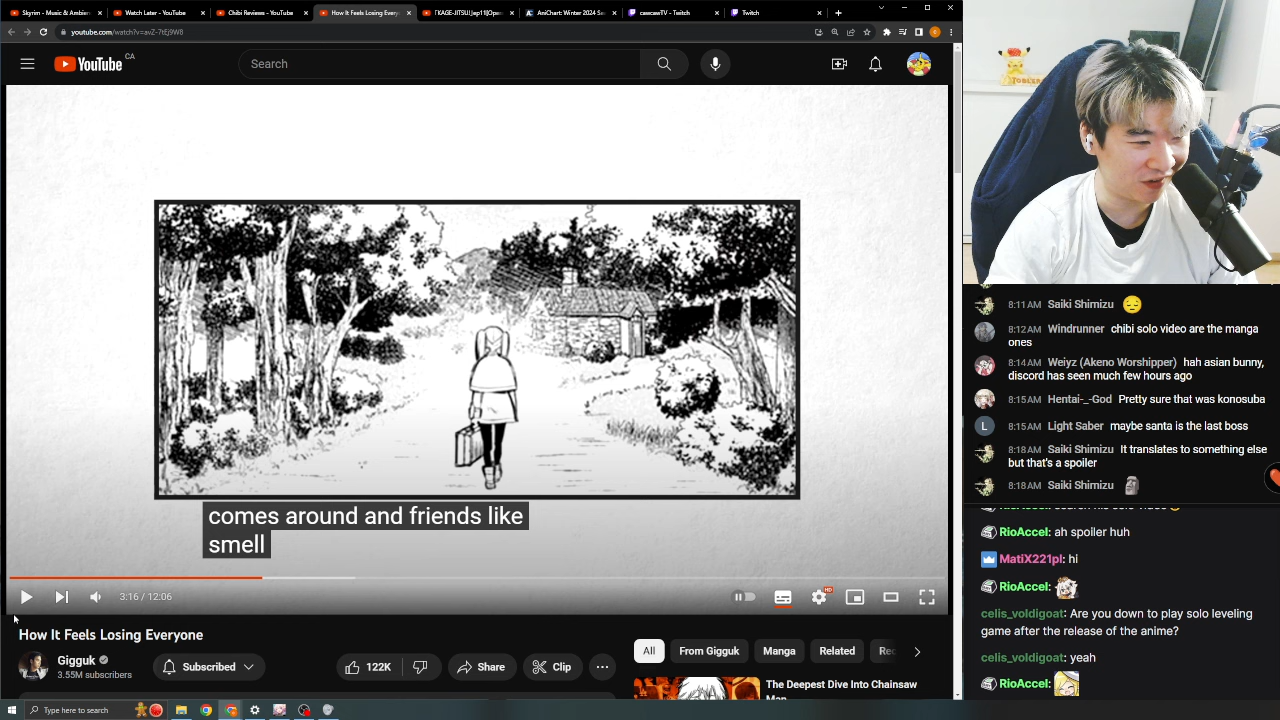 Skyrim - Music & Ambien
Watch Later - YouTube
Chibi Reviews - YouTube
How It Feels Losing Every
AniChart: Winter 2024 Se
casscawTV - Twitch
Twitch
youtube.com/watch?v=avZ-7tEj9W8
YouTube CA
Search
comes around and friends like
smell
3:16 / 12:06
HD
How It Feels Losing Everyone
Gigguk
3.55M subscribers
Subscribed
122K
Share
Clip
All
From Gigguk
Manga
Related
Rec
The Deepest Dive Into Chainsaw
Man
Type here to search
8:11 AM Saiki Shimizu 😔
8:12AM Windrunner chibi solo video are the manga
ones
8:14 AM Weiyz (Akeno Worshipper) hah asian bunny,
discord has seen much few hours ago
8:15AM Hentai-_-God Pretty sure that was konosuba
L
8:15AM Light Saber maybe santa is the last boss
8:18 AM Saiki Shimizu It translates to something else
but that's a spoiler
8:18 AM Saiki Shimizu 🗿
RioAccel: ah spoiler huh
MatiX221pl: hi
RioAccel:
celis_voldigoat: Are you down to play solo leveling
game after the release of the anime?
celis_voldigoat: yeah
RioAccel: